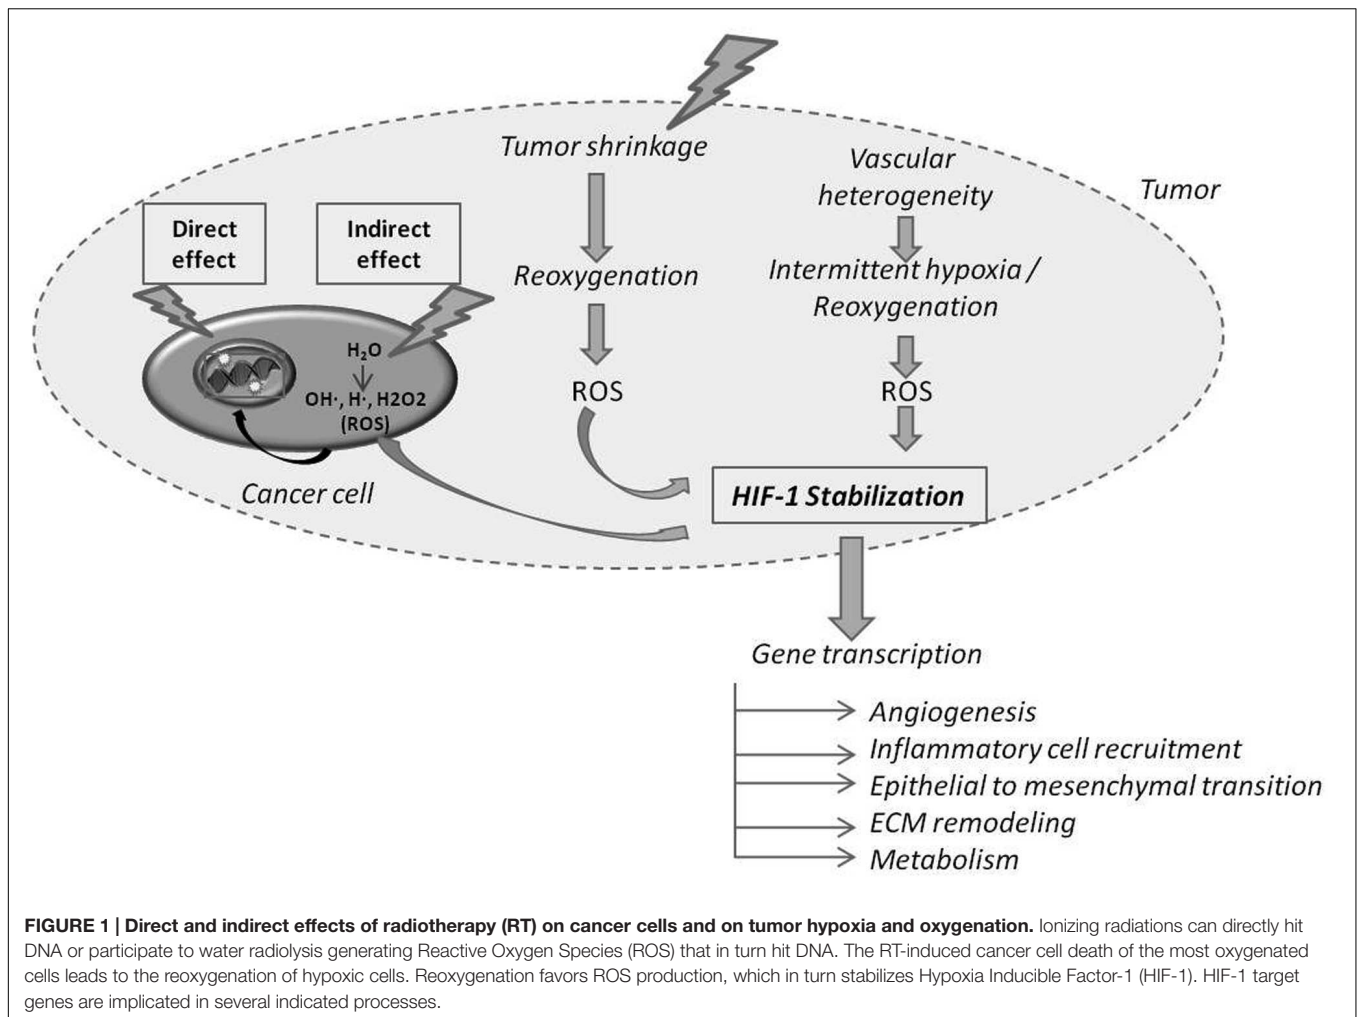 Tumor shrinkage
Vascular
heterogeneity
Tumor
Direct
effect
Indirect
effect
Reoxygenation
Intermittent hypoxia /
Reoxygenation
H₂O
OH·, H·, H2O2
(ROS)
ROS
ROS
Cancer cell
HIF-1 Stabilization
Gene transcription
Angiogenesis
Inflammatory cell recruitment
Epithelial to mesenchymal transition
ECM remodeling
Metabolism
FIGURE 1 | Direct and indirect effects of radiotherapy (RT) on cancer cells and on tumor hypoxia and oxygenation. Ionizing radiations can directly hit
DNA or participate to water radiolysis generating Reactive Oxygen Species (ROS) that in turn hit DNA. The RT-induced cancer cell death of the most oxygenated
cells leads to the reoxygenation of hypoxic cells. Reoxygenation favors ROS production, which in turn stabilizes Hypoxia Inducible Factor-1 (HIF-1). HIF-1 target
genes are implicated in several indicated processes.